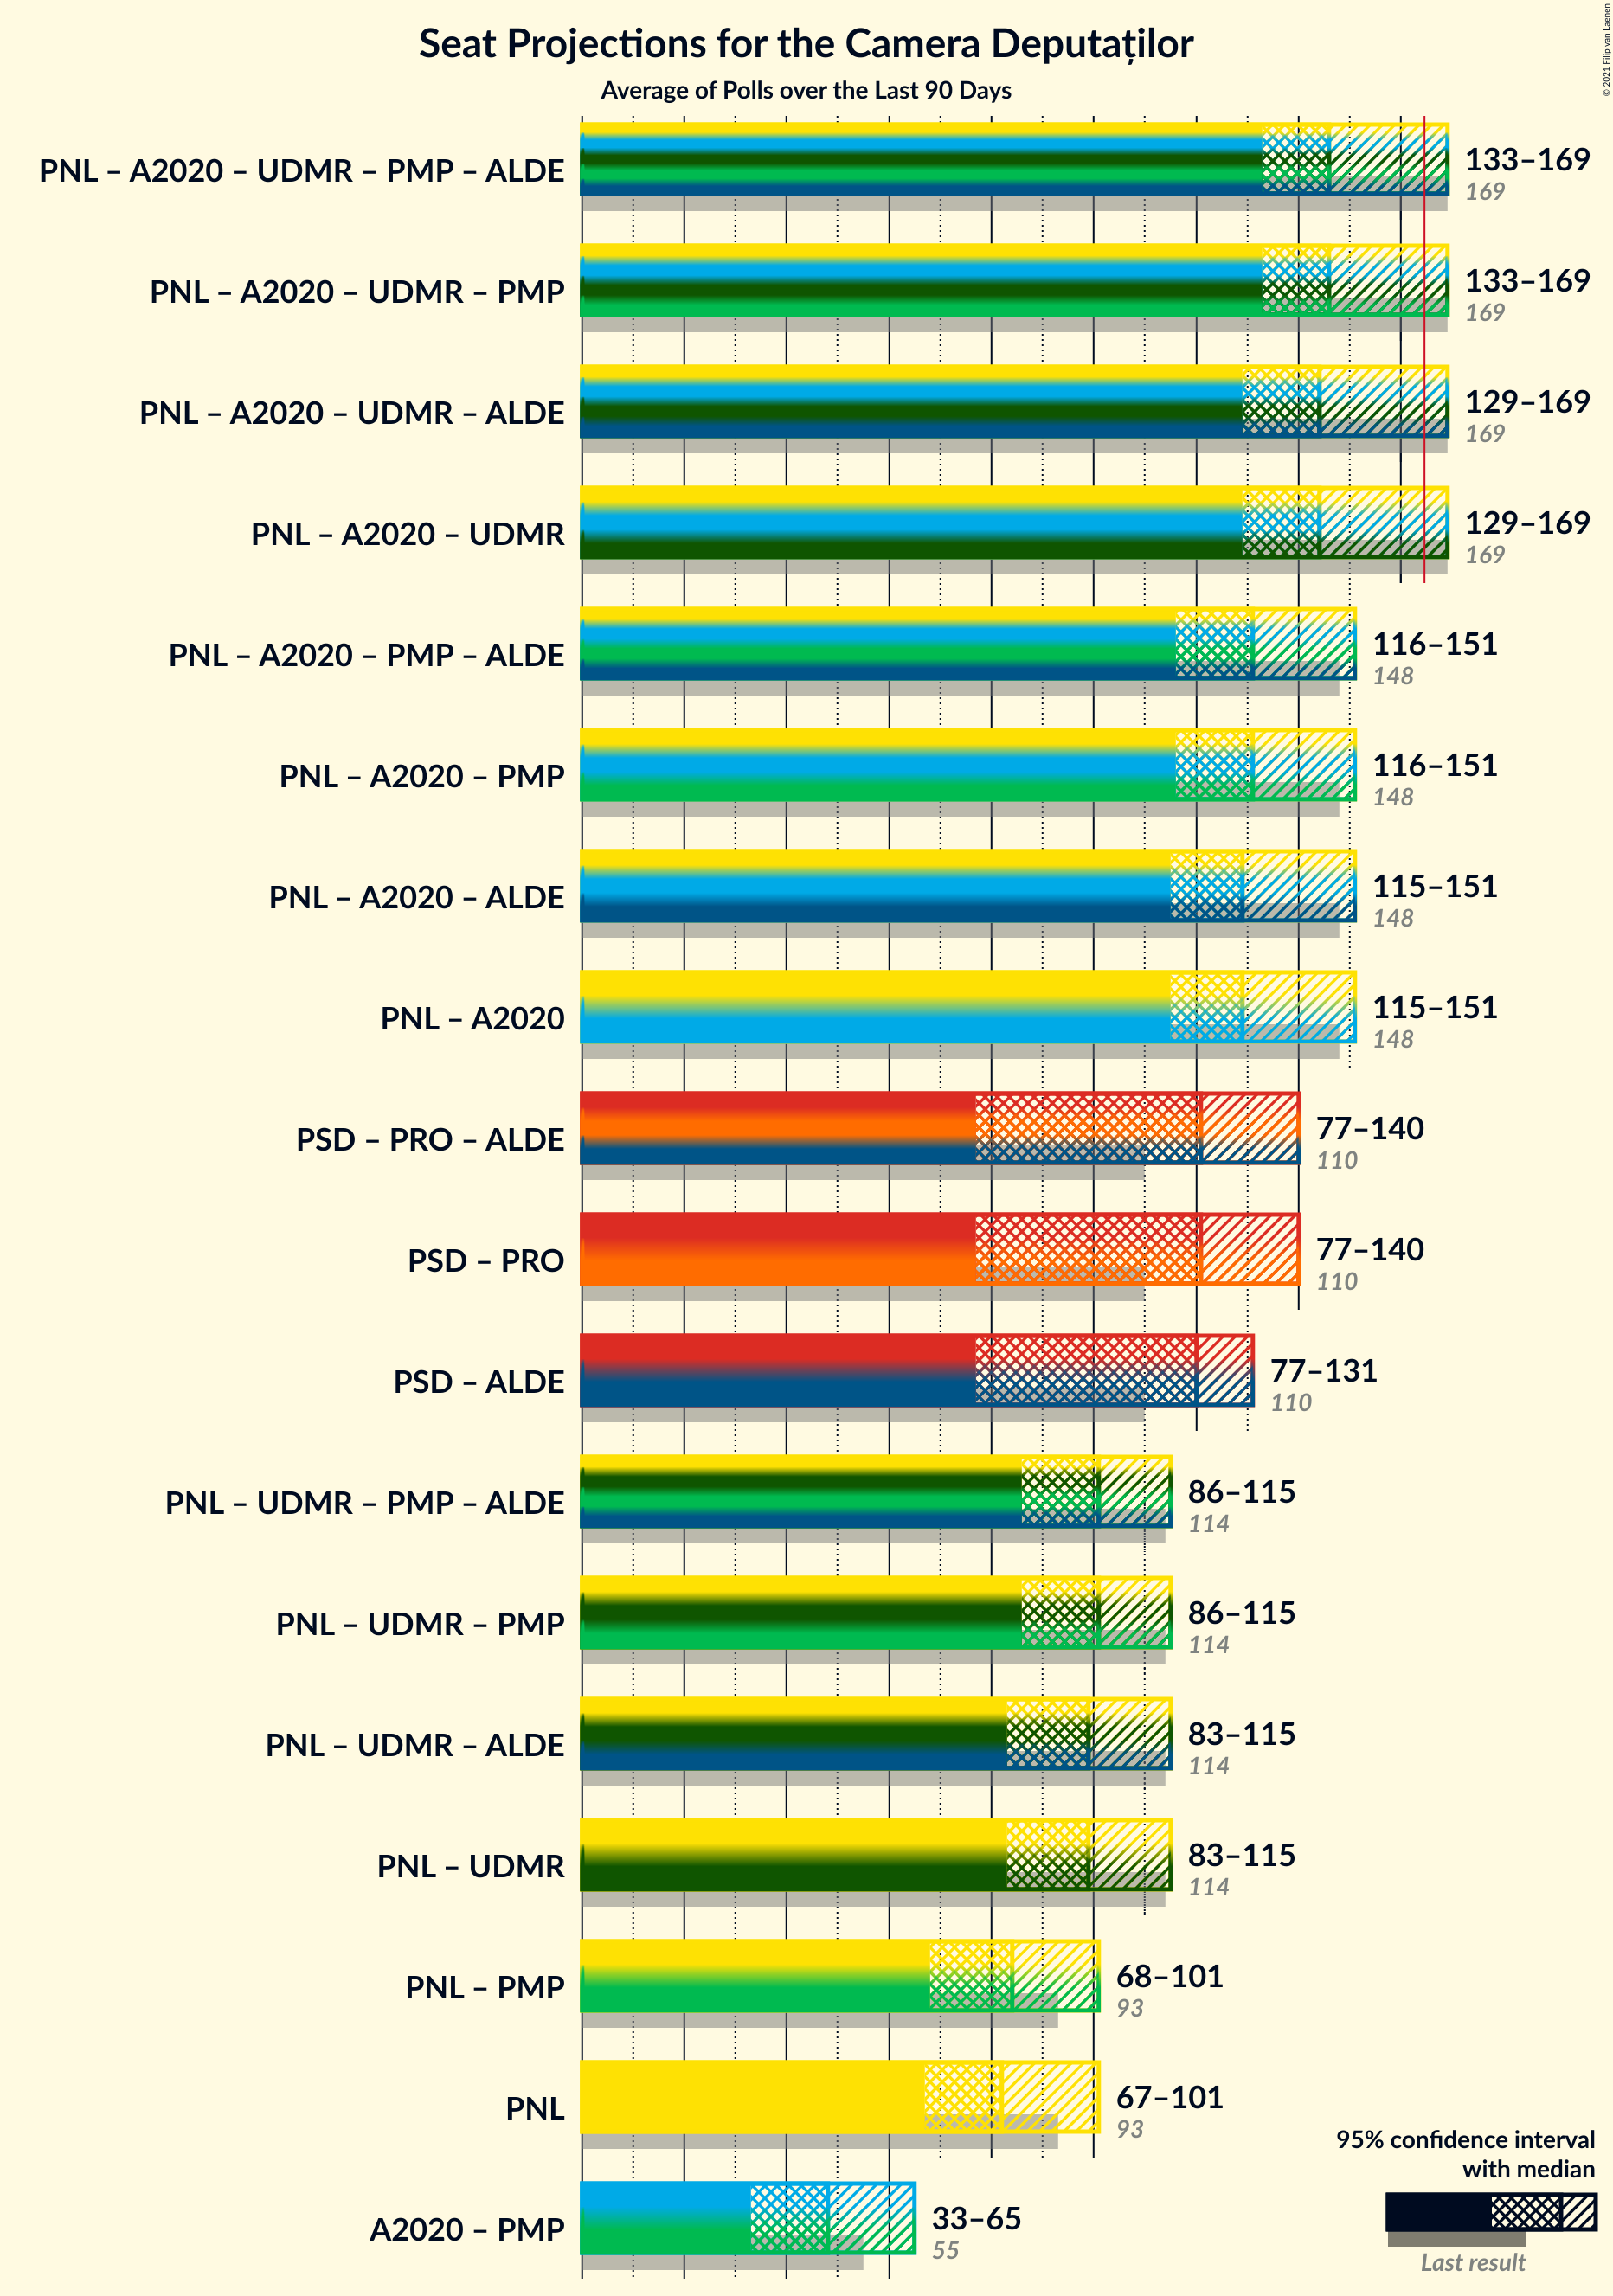 © 2021 Filip van Laenen
Seat Projections for the Camera Deputaților
Average of Polls over the Last 90 Days
PNL – A2020 – UDMR – PMP – ALDE
133–169
169
PNL – A2020 – UDMR – PMP
133–169
169
PNL – A2020 – UDMR – ALDE
129–169
169
PNL – A2020 – UDMR
129–169
169
PNL – A2020 – PMP – ALDE
116–151
148
PNL – A2020 – PMP
116–151
148
PNL – A2020 – ALDE
115–151
148
PNL – A2020
115–151
148
PSD – PRO – ALDE
77–140
110
PSD – PRO
77–140
110
PSD – ALDE
77–131
110
PNL – UDMR – PMP – ALDE
86–115
114
PNL – UDMR – PMP
86–115
114
PNL – UDMR – ALDE
83–115
114
PNL – UDMR
83–115
114
PNL – PMP
68–101
93
PNL
67–101
93
A2020 – PMP
33–65
55
95% confidence interval
with median
Last result